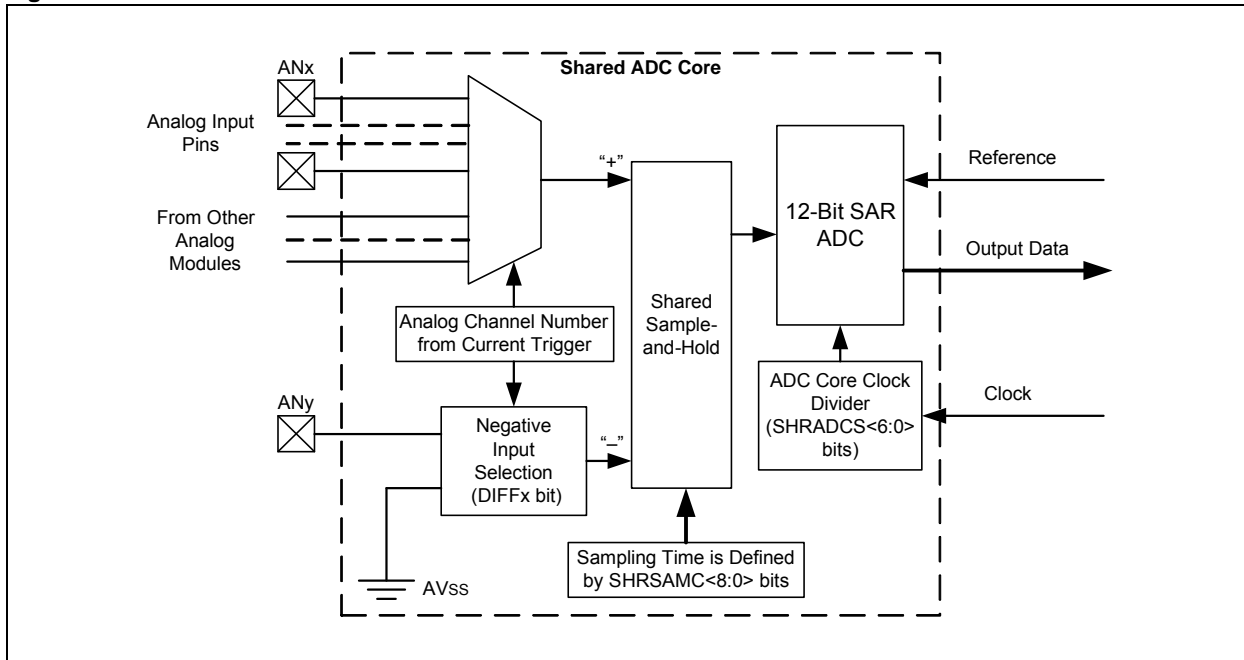 Shared ADC Core
ANx
Analog Input
Pins
From Other
Analog
Modules
"+"
Analog Channel Number
from Current Trigger
ANy
Negative
Input
Selection
(DIFFx bit)
"–"
AVSS
Shared
Sample-
and-Hold
Sampling Time is Defined
by SHRSAMC<8:0> bits
12-Bit SAR
ADC
Reference
Output Data
ADC Core Clock
Divider
(SHRADCS<6:0>
bits)
Clock